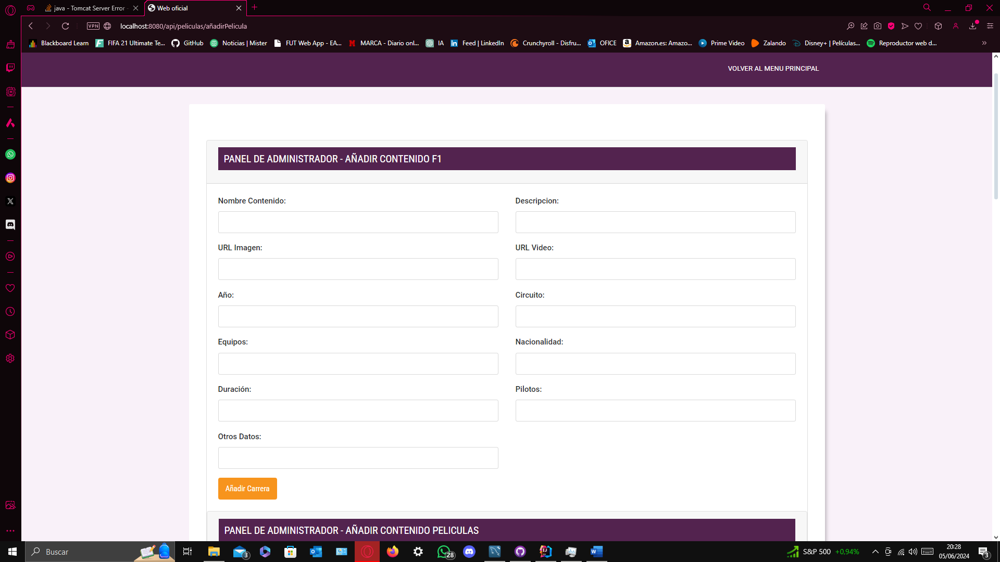 java - Tomcat Server Error -
Web oficial
VPN
localhost:8080/api/peliculas/añadirPelicula
Blackboard Learn
FIFA 21 Ultimate Te...
GitHub
Noticias | Mister
FUT Web App - EA...
MARCA - Diario onl...
IA
Feed | LinkedIn
Crunchyroll - Disfru...
OFICE
Amazon.es: Amazo...
Prime Video
Zalando
Disney+ | Películas...
Reproductor web d...
VOLVER AL MENU PRINCIPAL
PANEL DE ADMINISTRADOR - AÑADIR CONTENIDO F1
Nombre Contenido:
Descripcion:
URL Imagen:
URL Video:
Año:
Circuito:
Equipos:
Nacionalidad:
Duración:
Pilotos:
Otros Datos:
Añadir Carrera
PANEL DE ADMINISTRADOR - AÑADIR CONTENIDO PELICULAS
Buscar
3
28
S&P 500 +0,94%
20:28
05/06/2024
3